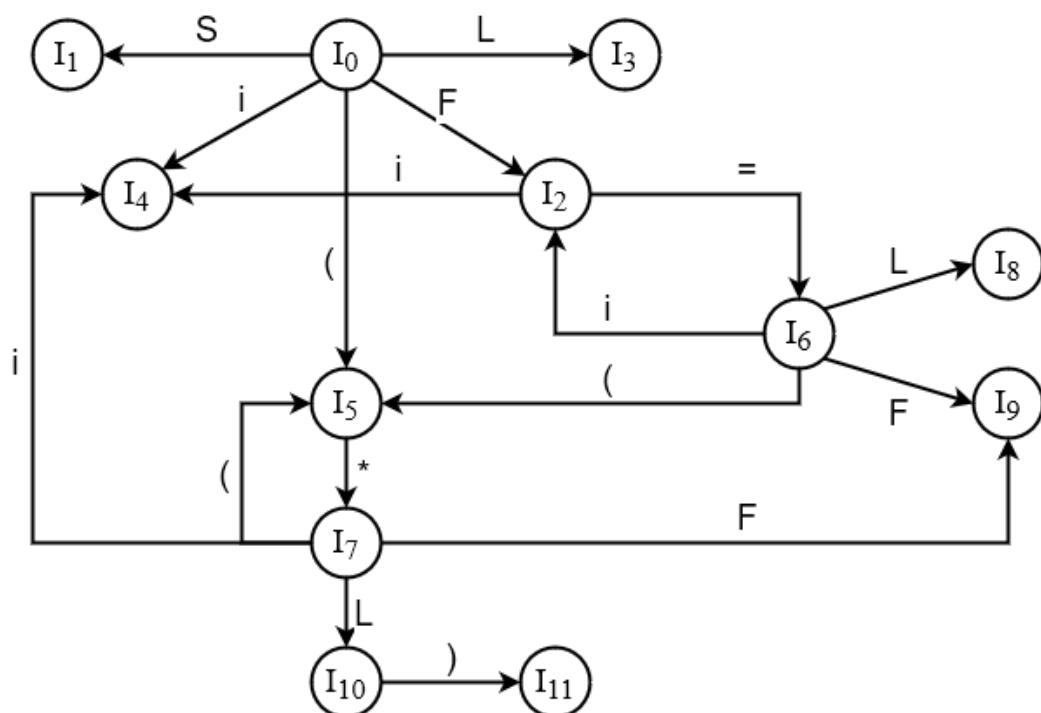 I₁ S I₀ L I₃
i F
I₄ i I₂ =
( L I₈
i i I₆
I₅ ( F I₉
( *
I₇ F
L
I₁₀ ) I₁₁